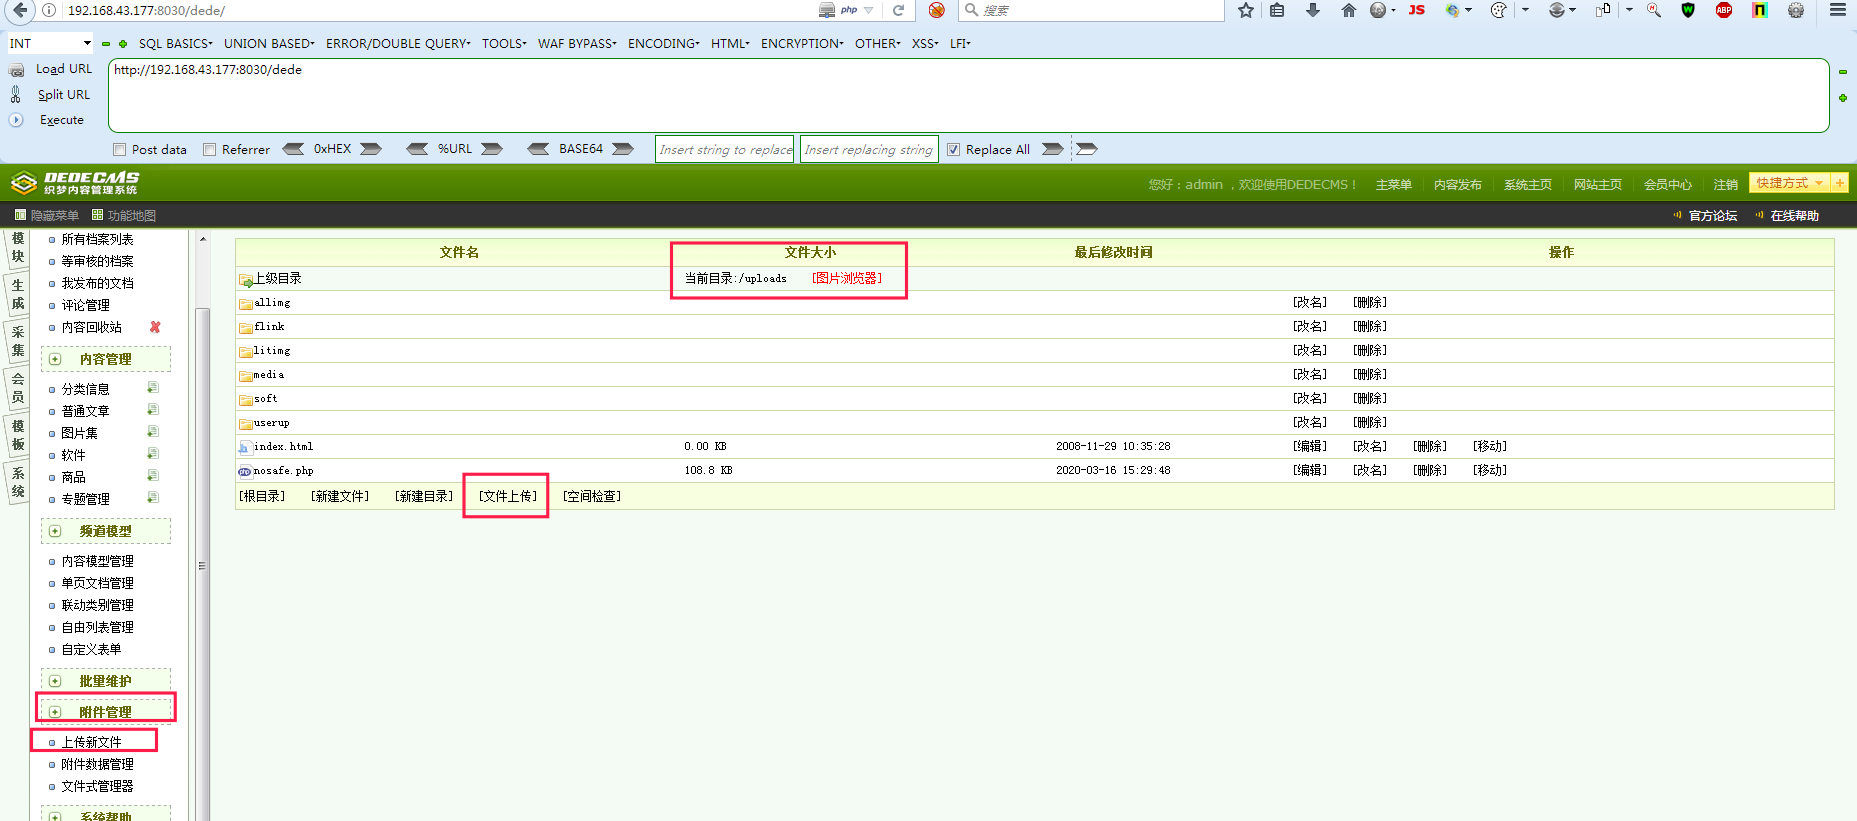 192.168.43.177:8030/dede/
php
搜索
JS
ABP
INT
SQL BASICS
UNION BASED
ERROR/DOUBLE QUERY
TOOLS
WAF BYPASS
ENCODING
HTML
ENCRYPTION
OTHER
XSS
LFI
Load URL
http://192.168.43.177:8030/dede
Split URL
Execute
Post data
Referrer
0xHEX
%URL
BASE64
Insert string to replace
Insert replacing string
Replace All
DEDECMS
织梦内容管理系统
您好：admin ，欢迎使用DEDECMS！
主菜单
内容发布
系统主页
网站主页
会员中心
注销
快捷方式
隐藏菜单
功能地图
官方论坛
在线帮助
模块
生成
采集
会员
模板
系统
所有档案列表
等审核的档案
我发布的文档
评论管理
内容回收站
内容管理
分类信息
普通文章
图片集
软件
商品
专题管理
频道模型
内容模型管理
单页文档管理
联动类别管理
自由列表管理
自定义表单
批量维护
附件管理
上传新文件
附件数据管理
文件式管理器
系统帮助
文件名 文件大小 最后修改时间 操作
上级目录 当前目录:/uploads [图片浏览器]
allimg [改名] [删除]
flink [改名] [删除]
litimg [改名] [删除]
media [改名] [删除]
soft [改名] [删除]
userup [改名] [删除]
index.html 0.00 KB 2008-11-29 10:35:28 [编辑] [改名] [删除] [移动]
nosafe.php 108.8 KB 2020-03-16 15:29:48 [编辑] [改名] [删除] [移动]
[根目录] [新建文件] [新建目录] [文件上传] [空间检查]